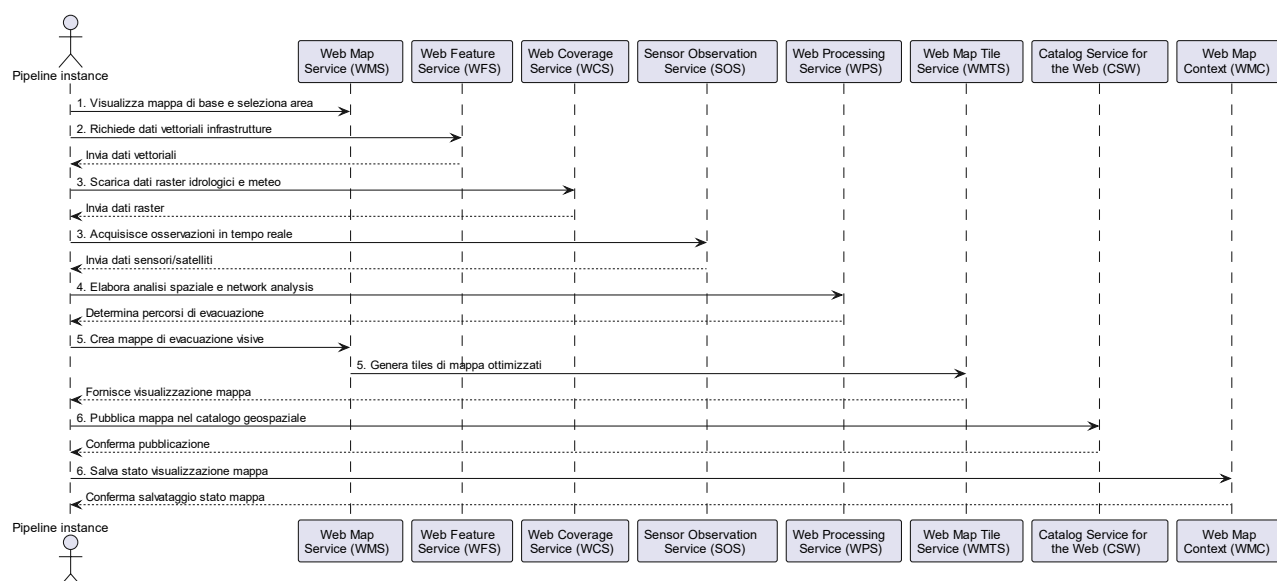 Web Map
Service (WMS)
Web Feature
Service (WFS)
Web Coverage
Service (WCS)
Sensor Observation
Service (SOS)
Web Processing
Service (WPS)
Web Map Tile
Service (WMTS)
Catalog Service for
the Web (CSW)
Web Map
Context (WMC)
Pipeline instance
1. Visualizza mappa di base e seleziona area
2. Richiede dati vettoriali infrastrutture
Invia dati vettoriali
3. Scarica dati raster idrologici e meteo
Invia dati raster
3. Acquisisce osservazioni in tempo reale
Invia dati sensori/satelliti
4. Elabora analisi spaziale e network analysis
Determina percorsi di evacuazione
5. Crea mappe di evacuazione visive
5. Genera tiles di mappa ottimizzati
Fornisce visualizzazione mappa
6. Pubblica mappa nel catalogo geospaziale
Conferma pubblicazione
6. Salva stato visualizzazione mappa
Conferma salvataggio stato mappa
Pipeline instance
Web Map
Service (WMS)
Web Feature
Service (WFS)
Web Coverage
Service (WCS)
Sensor Observation
Service (SOS)
Web Processing
Service (WPS)
Web Map Tile
Service (WMTS)
Catalog Service for
the Web (CSW)
Web Map
Context (WMC)